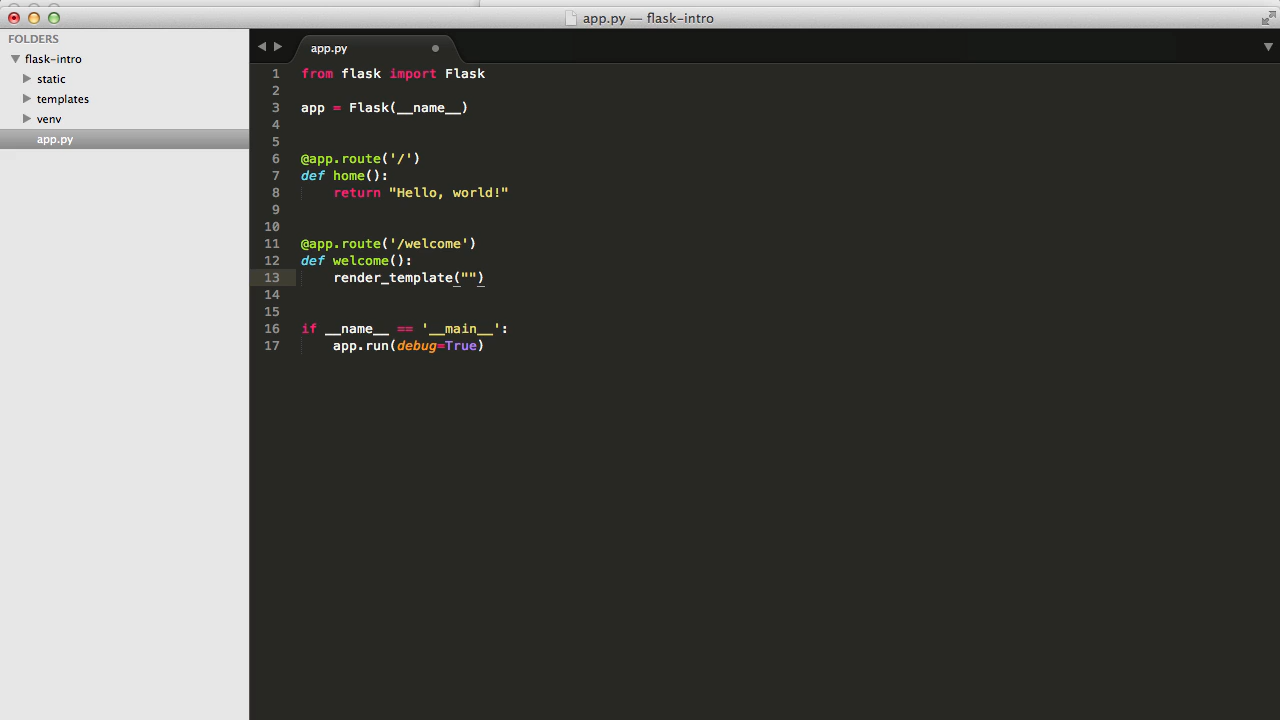 app.py — flask-intro
FOLDERS
flask-intro
static
templates
venv
app.py
app.py
1 from flask import Flask
2
3 app = Flask(__name__)
4
5
6 @app.route('/')
7 def home():
8     return "Hello, world!"
9
10
11 @app.route('/welcome')
12 def welcome():
13     render_template("")
14
15
16 if __name__ == '__main__':
17     app.run(debug=True)